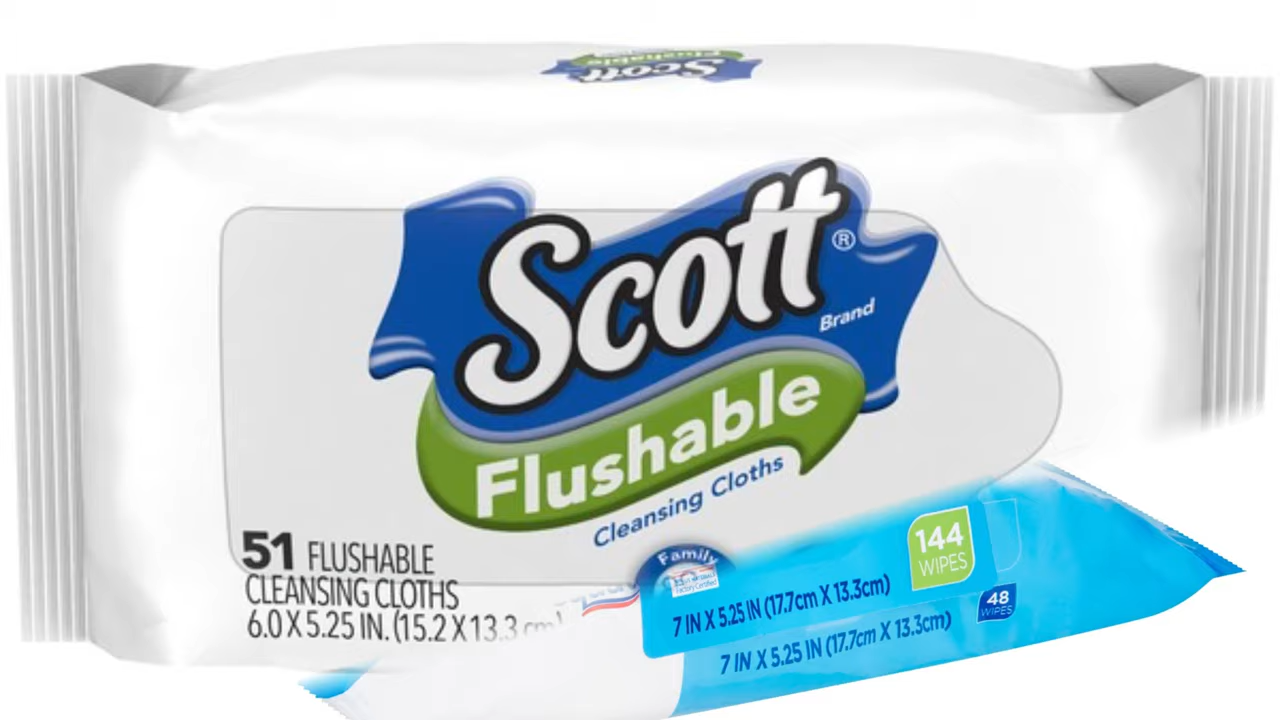 Scott®
Brand
Flushable
Cleansing Cloths
51 FLUSHABLE
CLEANSING CLOTHS
6.0 X 5.25 IN. (15.2 X 13.3 cm)
Family
Factory Certified
144
WIPES
7 IN X 5.25 IN (17.7cm X 13.3cm)
48
WIPES
7 IN X 5.25 IN (17.7cm X 13.3cm)